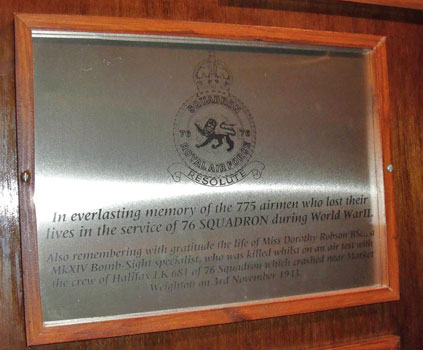 SQUADRON
76 76
ROYAL AIR FORCE
RESOLUTE
In everlasting memory of the 775 airmen who lost their
lives in the service of 76 SQUADRON during World War II.
Also remembering with gratitude the life of Miss Dorothy Robson BSc., a
MkXIV Bomb-Sight specialist, who was killed whilst on an air test with
the crew of Halifax LK 681 of 76 Squadron which crashed near Market
Weighton on 3rd November 1943.